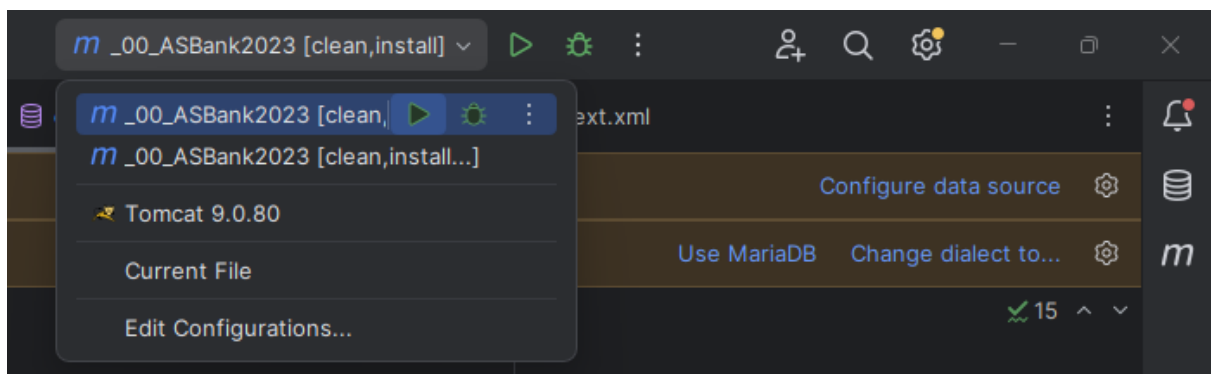 m _00_ASBank2023 [clean,install]
m _00_ASBank2023 [clean,
ext.xml
m _00_ASBank2023 [clean,install...]
Configure data source
Tomcat 9.0.80
Use MariaDB Change dialect to... m
Current File
15
Edit Configurations...